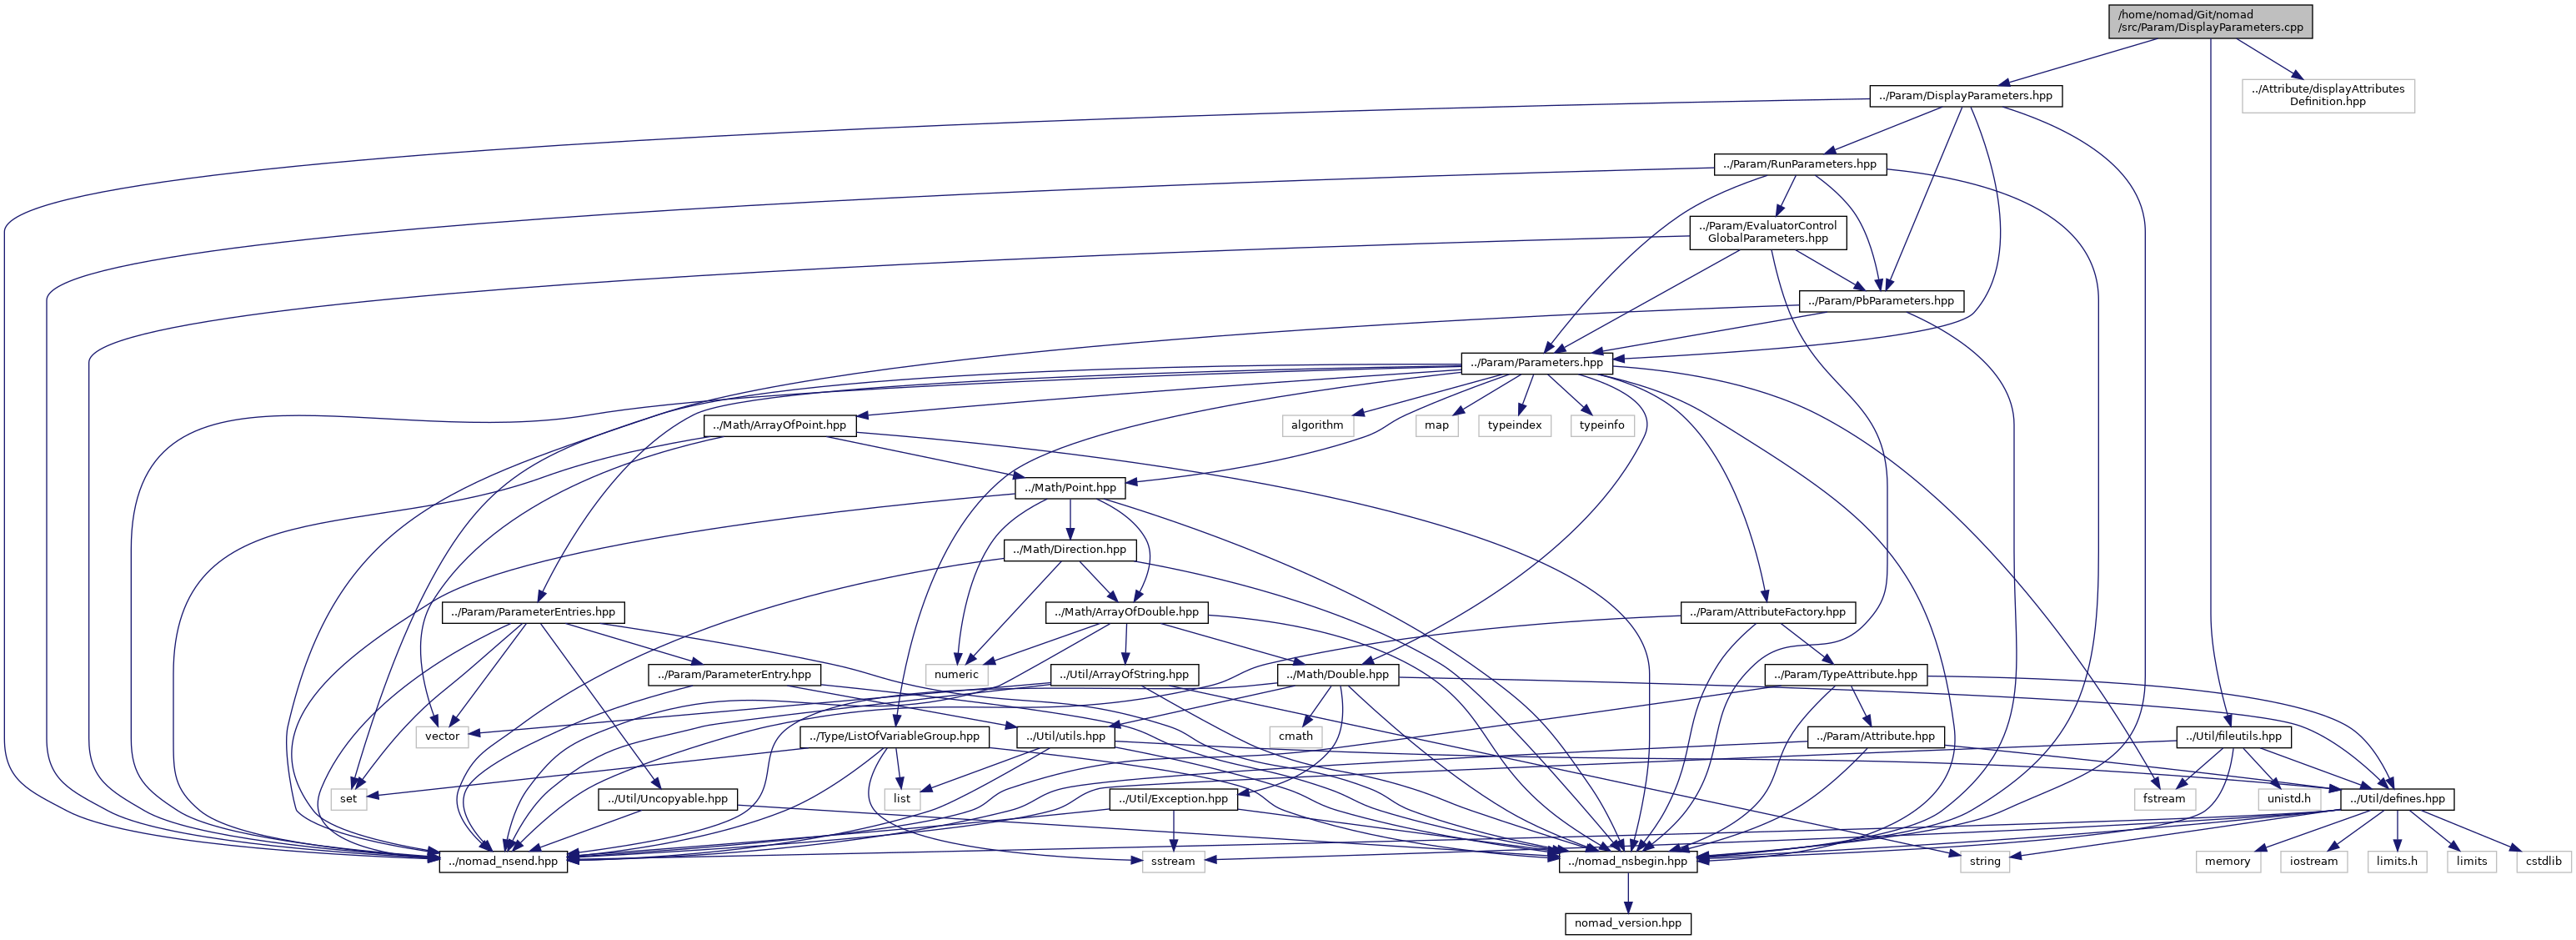 /home/nomad/Git/nomad
/src/Param/DisplayParameters.cpp
../Param/DisplayParameters.hpp
../Attribute/displayAttributes
Definition.hpp
../Param/RunParameters.hpp
../Param/EvaluatorControl
GlobalParameters.hpp
../Param/PbParameters.hpp
../Param/Parameters.hpp
../Math/ArrayOfPoint.hpp
algorithm
map
typeindex
typeinfo
../Math/Point.hpp
../Math/Direction.hpp
../Param/ParameterEntries.hpp
../Math/ArrayOfDouble.hpp
../Param/AttributeFactory.hpp
../Param/ParameterEntry.hpp
numeric
../Util/ArrayOfString.hpp
../Math/Double.hpp
../Param/TypeAttribute.hpp
vector
../Type/ListOfVariableGroup.hpp
../Util/utils.hpp
cmath
../Param/Attribute.hpp
../Util/fileutils.hpp
set
../Util/Uncopyable.hpp
list
../Util/Exception.hpp
fstream
unistd.h
../Util/defines.hpp
../nomad_nsend.hpp
sstream
../nomad_nsbegin.hpp
string
memory
iostream
limits.h
limits
cstdlib
nomad_version.hpp